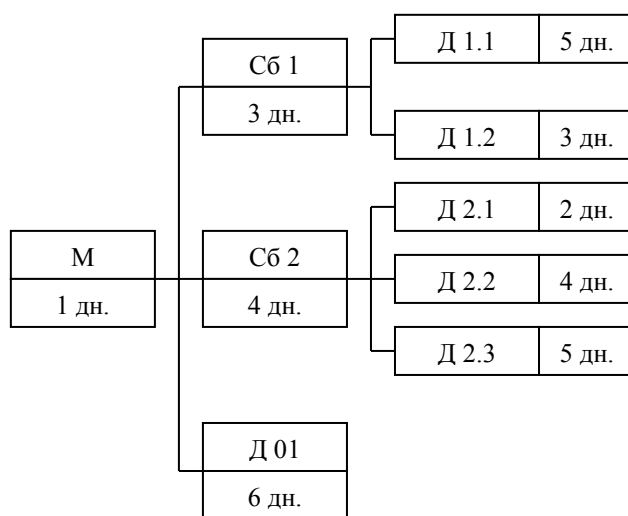 Сб 1
3 дн.
Д 1.1 5 дн.
Д 1.2 3 дн.
М
1 дн.
Сб 2
4 дн.
Д 2.1 2 дн.
Д 2.2 4 дн.
Д 2.3 5 дн.
Д 01
6 дн.